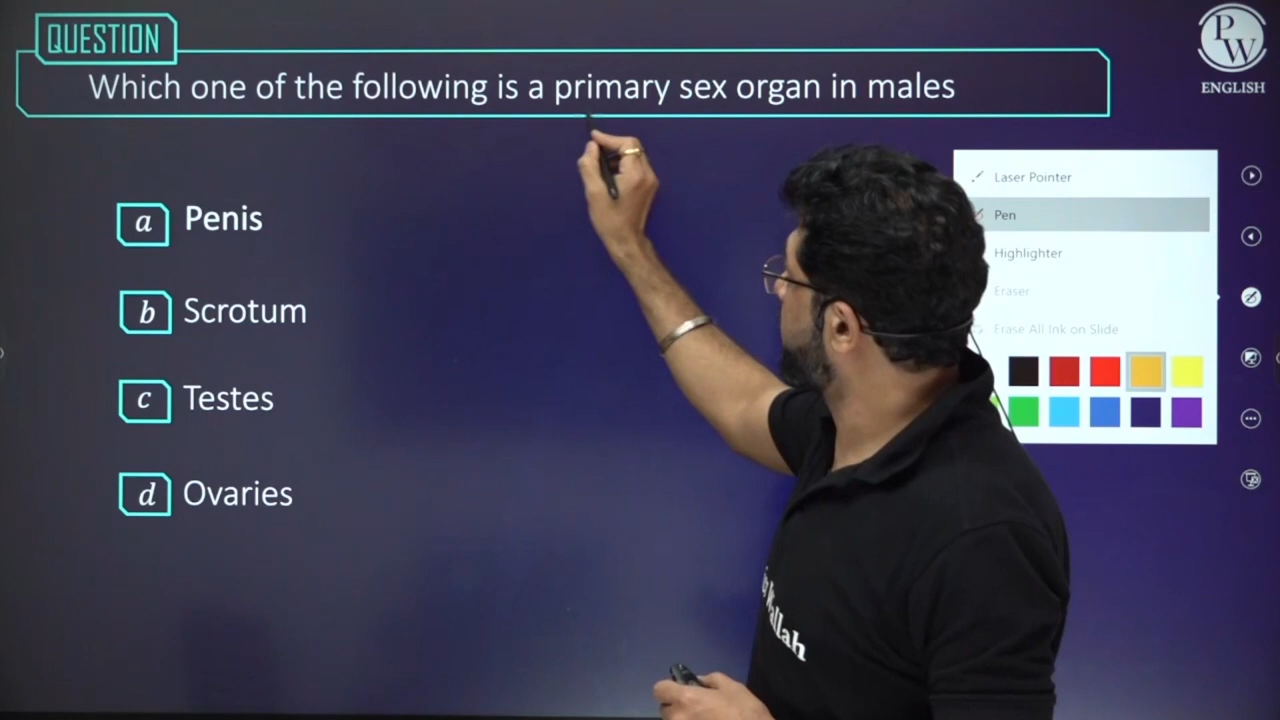 QUESTION
Which one of the following is a primary sex organ in males
PW
ENGLISH
a Penis
b Scrotum
c Testes
d Ovaries
Laser Pointer
Pen
Highlighter
Eraser
Erase All Ink on Slide
Wallah